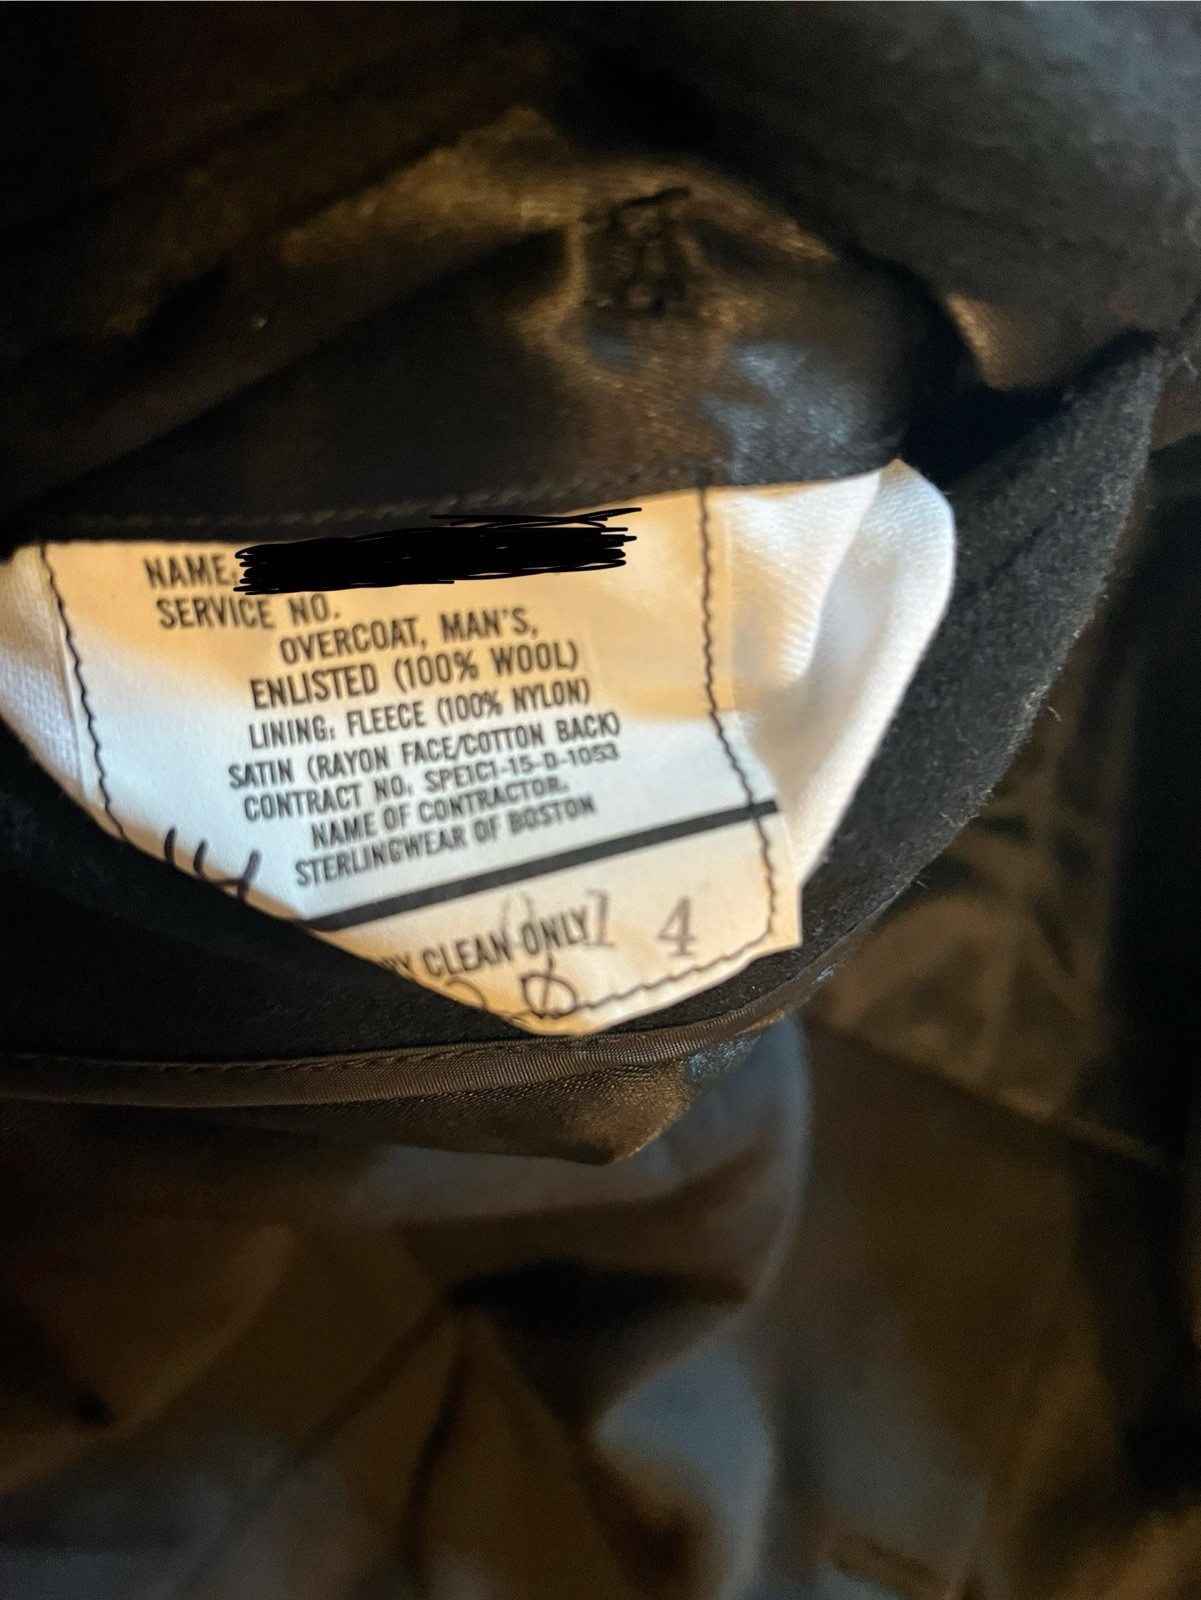 NAME:
SERVICE NO.
OVERCOAT, MAN'S,
ENLISTED (100% WOOL)
LINING: FLEECE (100% NYLON)
SATIN (RAYON FACE/COTTON BACK)
CONTRACT NO. SPE1C1-15-D-1053
NAME OF CONTRACTOR.
STERLINGWEAR OF BOSTON
CLEAN ONLY
4